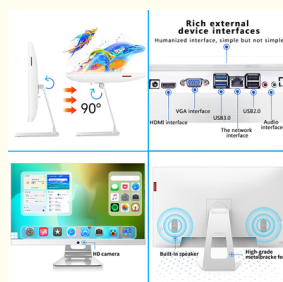 90°
Rich external
device interfaces
Humanized interface, simple but not simple
VGA interface
USB3.0
USB2.0
HDMI interface
The network
interface
Audio
interface
HD camera
Built-in speaker
High-grade
metalbracke